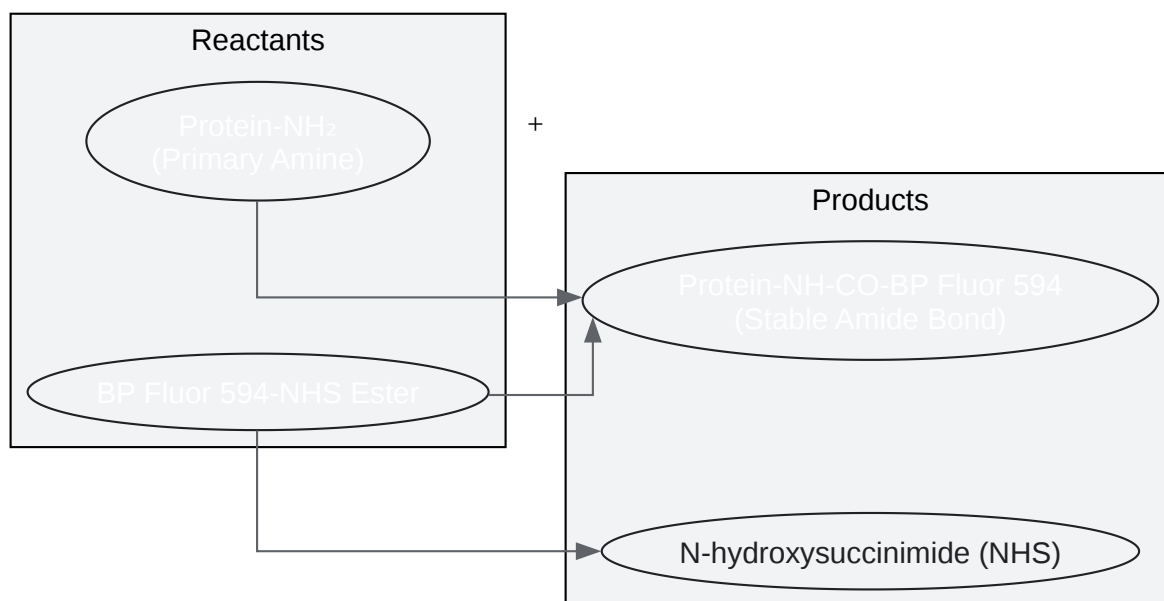 Reactants
Protein-NH₂
(Primary Amine)
+
BP Fluor 594-NHS Ester
Products
Protein-NH-CO-BP Fluor 594
(Stable Amide Bond)
N-hydroxysuccinimide (NHS)